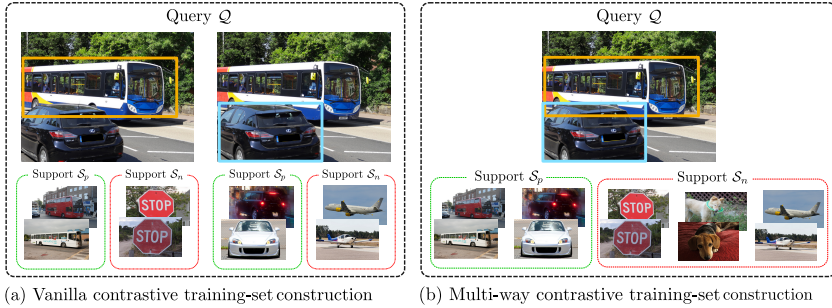 Query Q
Support Sₚ
Support Sₙ
Support Sₚ
Support Sₙ
STOP
STOP
(a) Vanilla contrastive training-set construction
Query Q
Support Sₚ
Support Sₙ
STOP
STOP
(b) Multi-way contrastive training-set construction